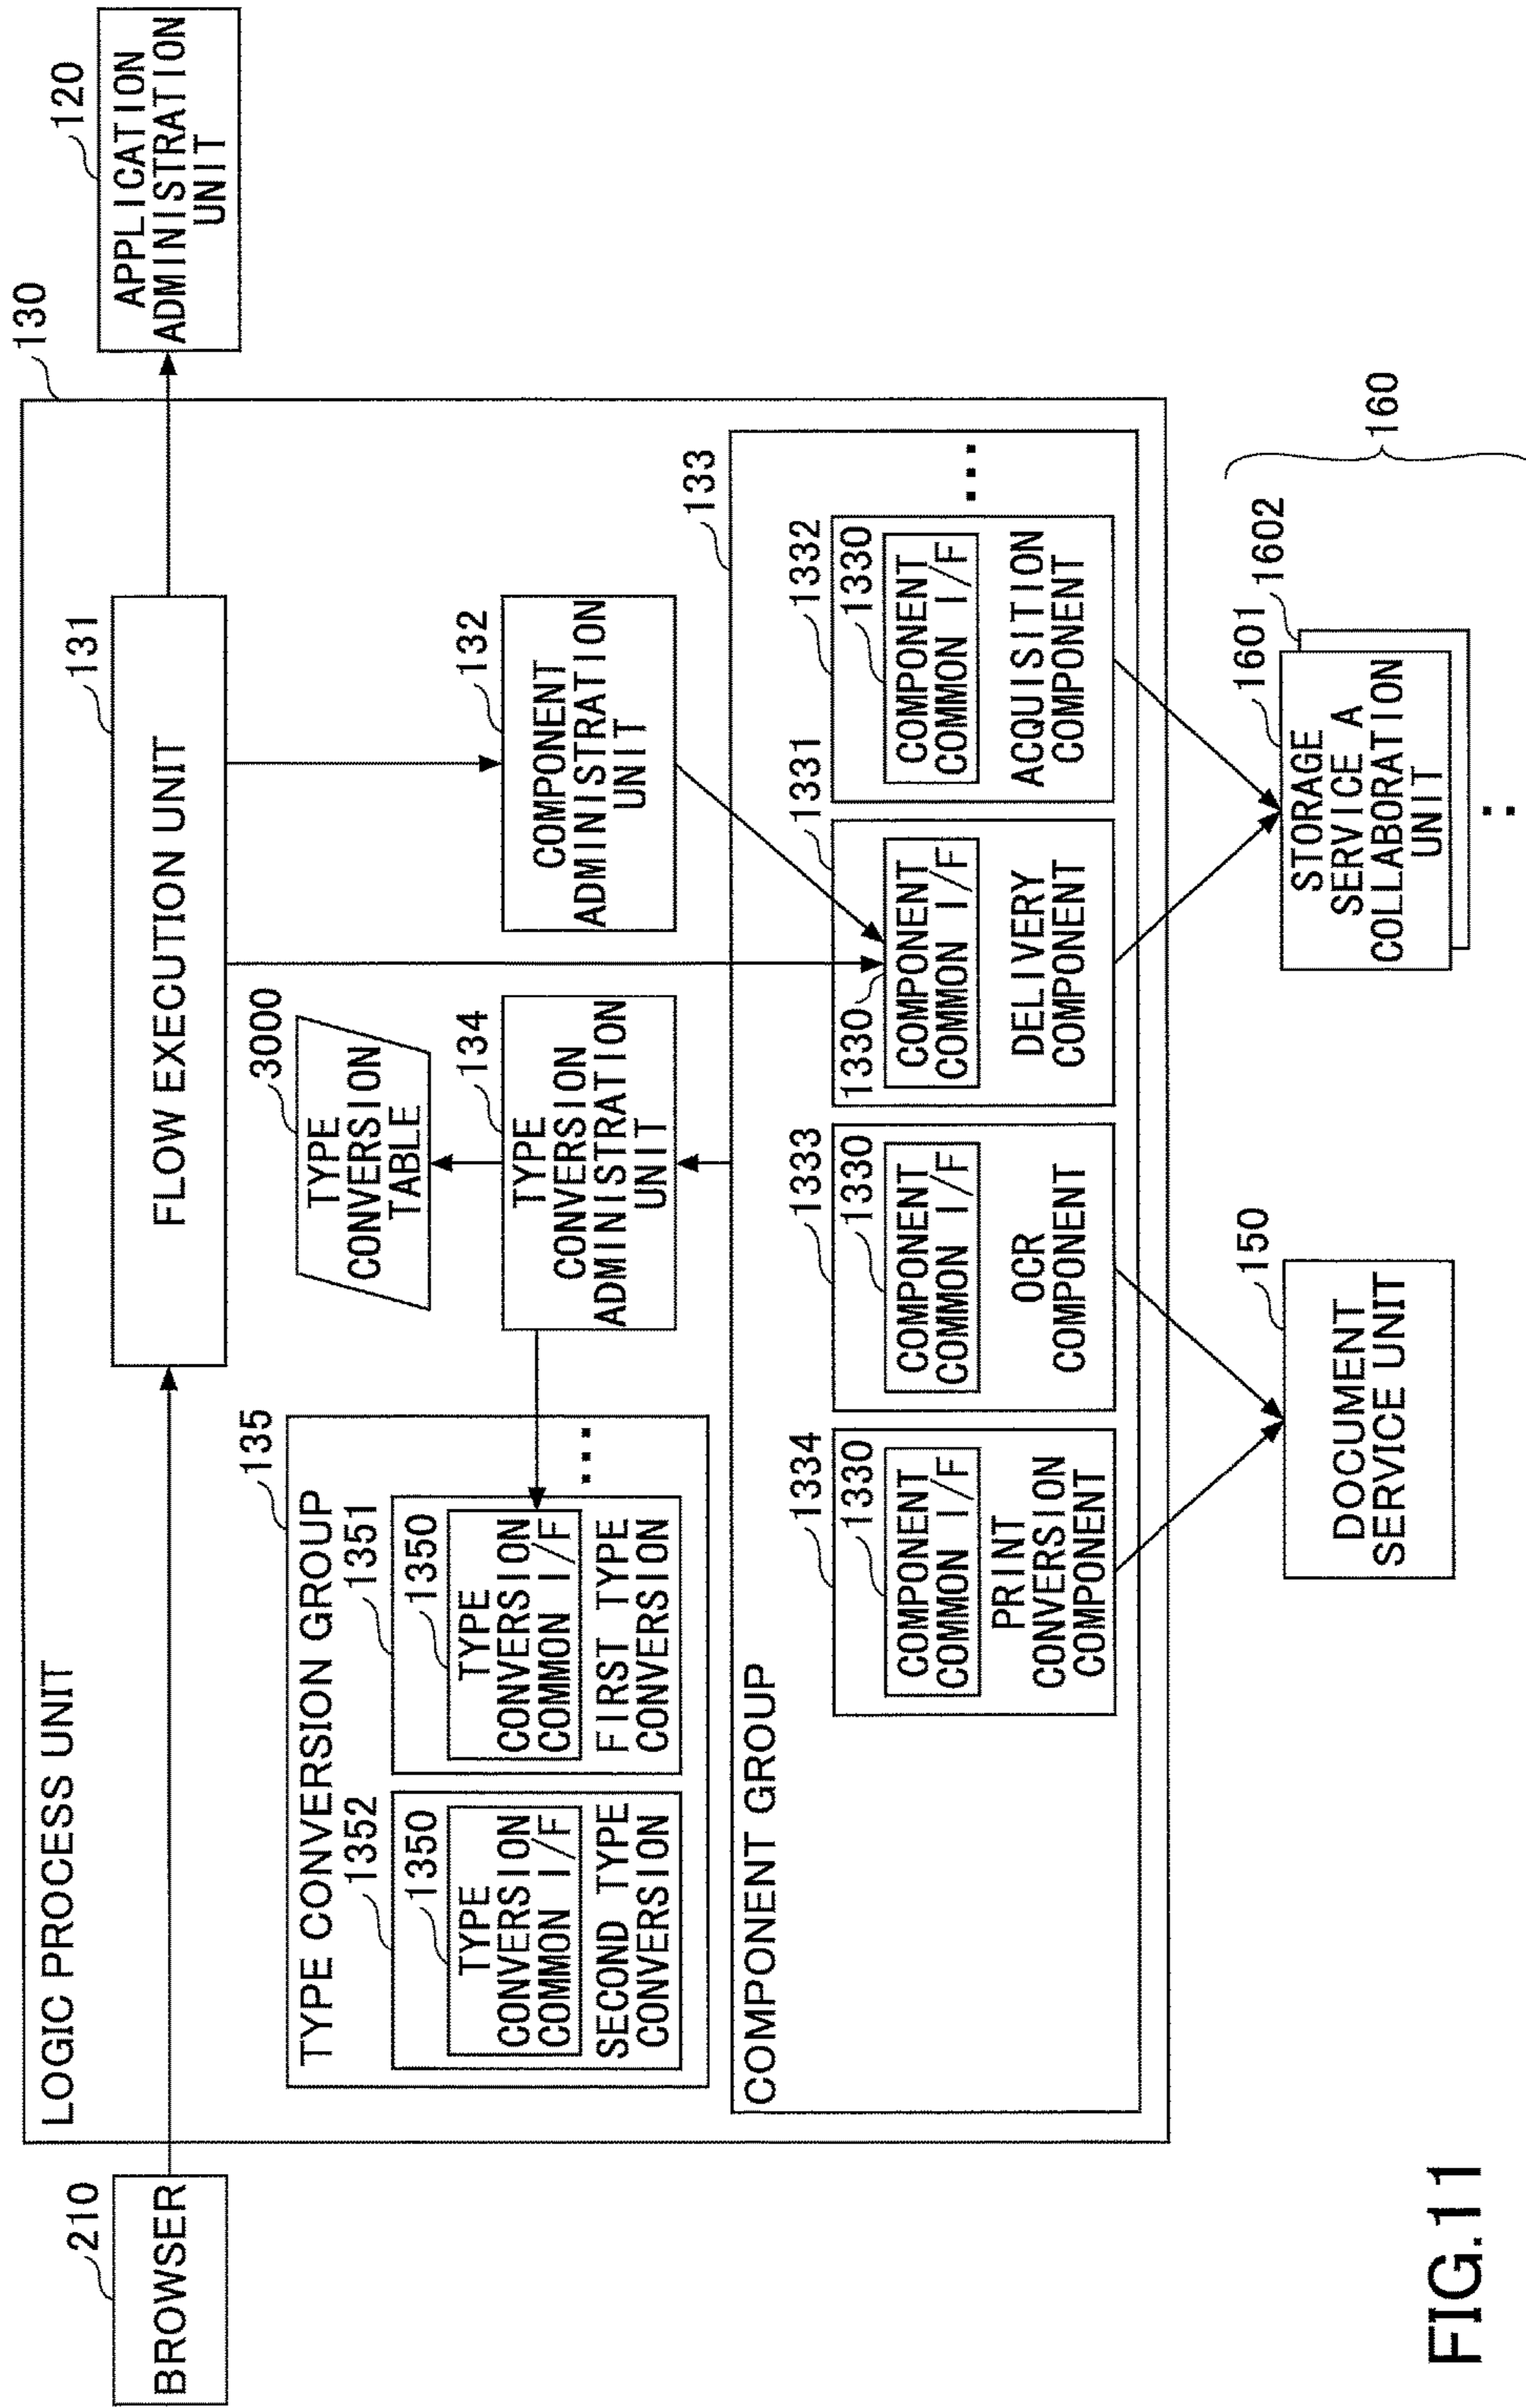 LOGIC PROCESS UNIT
130
210
BROWSER
131
FLOW EXECUTION UNIT
120
APPLICATION
ADMINISTRATION
UNIT
135
TYPE CONVERSION GROUP
1352
1350
TYPE
CONVERSION
COMMON I/F
SECOND TYPE
CONVERSION
1351
1350
TYPE
CONVERSION
COMMON I/F
FIRST TYPE
CONVERSION
...
3000
TYPE
CONVERSION
TABLE
134
TYPE
CONVERSION
ADMINISTRATION
UNIT
132
COMPONENT
ADMINISTRATION
UNIT
133
COMPONENT GROUP
1334
1330
COMPONENT
COMMON I/F
PRINT
CONVERSION
COMPONENT
1333
1330
COMPONENT
COMMON I/F
OCR
COMPONENT
1331
1330
COMPONENT
COMMON I/F
DELIVERY
COMPONENT
1332
1330
COMPONENT
COMMON I/F
ACQUISITION
COMPONENT
...
150
DOCUMENT
SERVICE UNIT
1601
1602
STORAGE
SERVICE A
COLLABORATION
UNIT
..
160
FIG.11